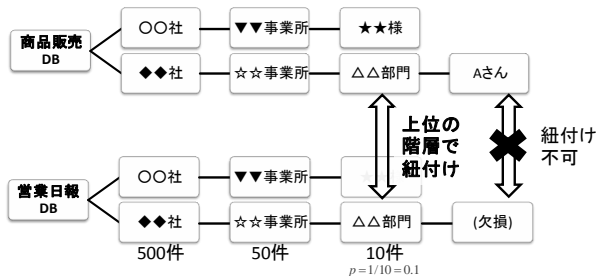 商品販売
DB
〇〇社
▼▼事業所
★★様
◆◆社
☆☆事業所
△△部門
Aさん
上位の
階層で
紐付け
紐付け
不可
営業日報
DB
〇〇社
▼▼事業所
◆◆社
☆☆事業所
△△部門
(欠損)
500件
50件
10件
p=1/10=0.1